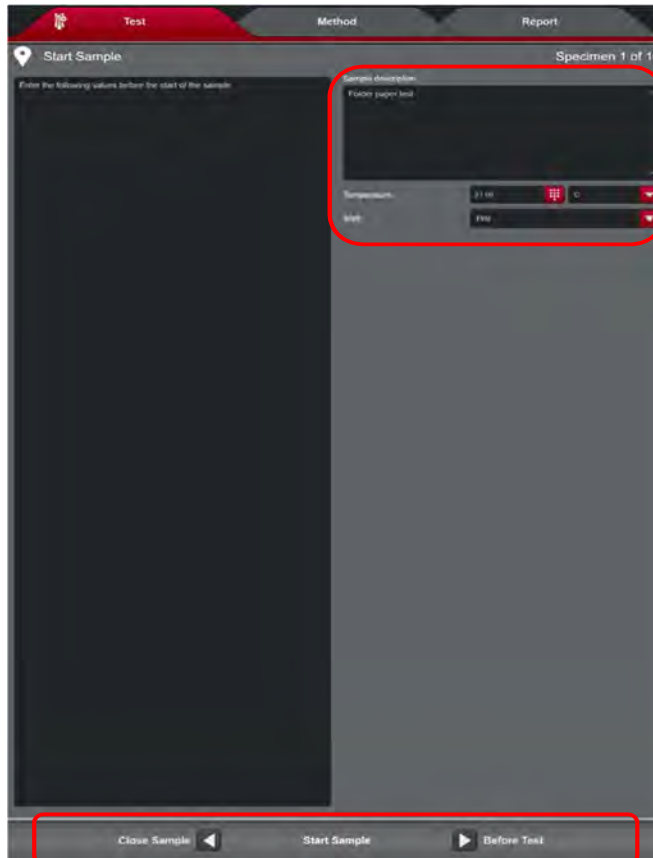 Test
Method
Report
Start Sample
Specimen 1 of 1
Enter the following values before the start of the sample
Sample description
Folder paper test
Temperature:
C
Close Sample
Start Sample
Before Test